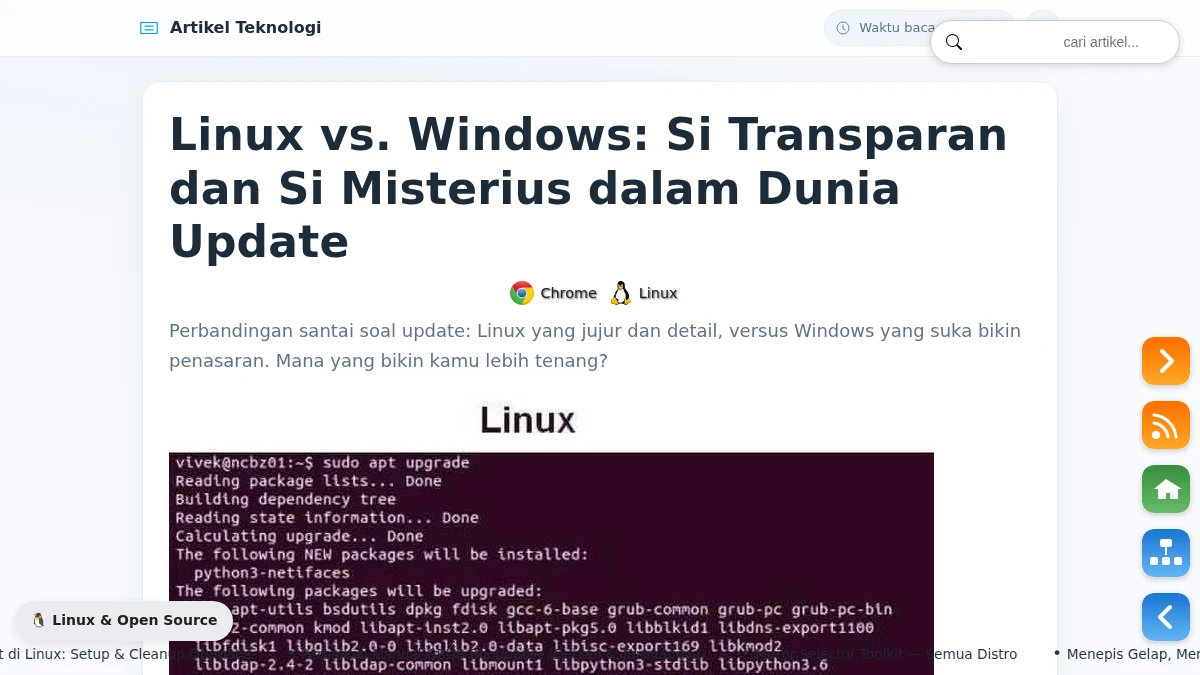 Artikel Teknologi
Waktu baca
cari artikel...
Linux vs. Windows: Si Transparan
dan Si Misterius dalam Dunia
Update
Chrome Linux
Perbandingan santai soal update: Linux yang jujur dan detail, versus Windows yang suka bikin
penasaran. Mana yang bikin kamu lebih tenang?
Linux
vivek@ncbz01:~$ sudo apt upgrade
Reading package lists... Done
Building dependency tree
Reading state information... Done
Calculating upgrade... Done
The following NEW packages will be installed:
python3-netifaces
The following packages will be upgraded:
apt-utils bsdutils dpkg fdisk gcc-6-base grub-common grub-pc grub-pc-bin
🐧 Linux & Open Source
2-common kmod libapt-inst2.0 libapt-pkg5.0 libblkid1 libdns-export1100
libfdisk1 libglib2.0-0 libglib2.0-data libisc-export169 libkmod2
t di Linux: Setup & Cleanup
Selector Toolkit — Semua Distro • Menepis Gelap, Mer
libldap-2.4-2 libldap-common libmount1 libpython3-stdlib libpython3.6